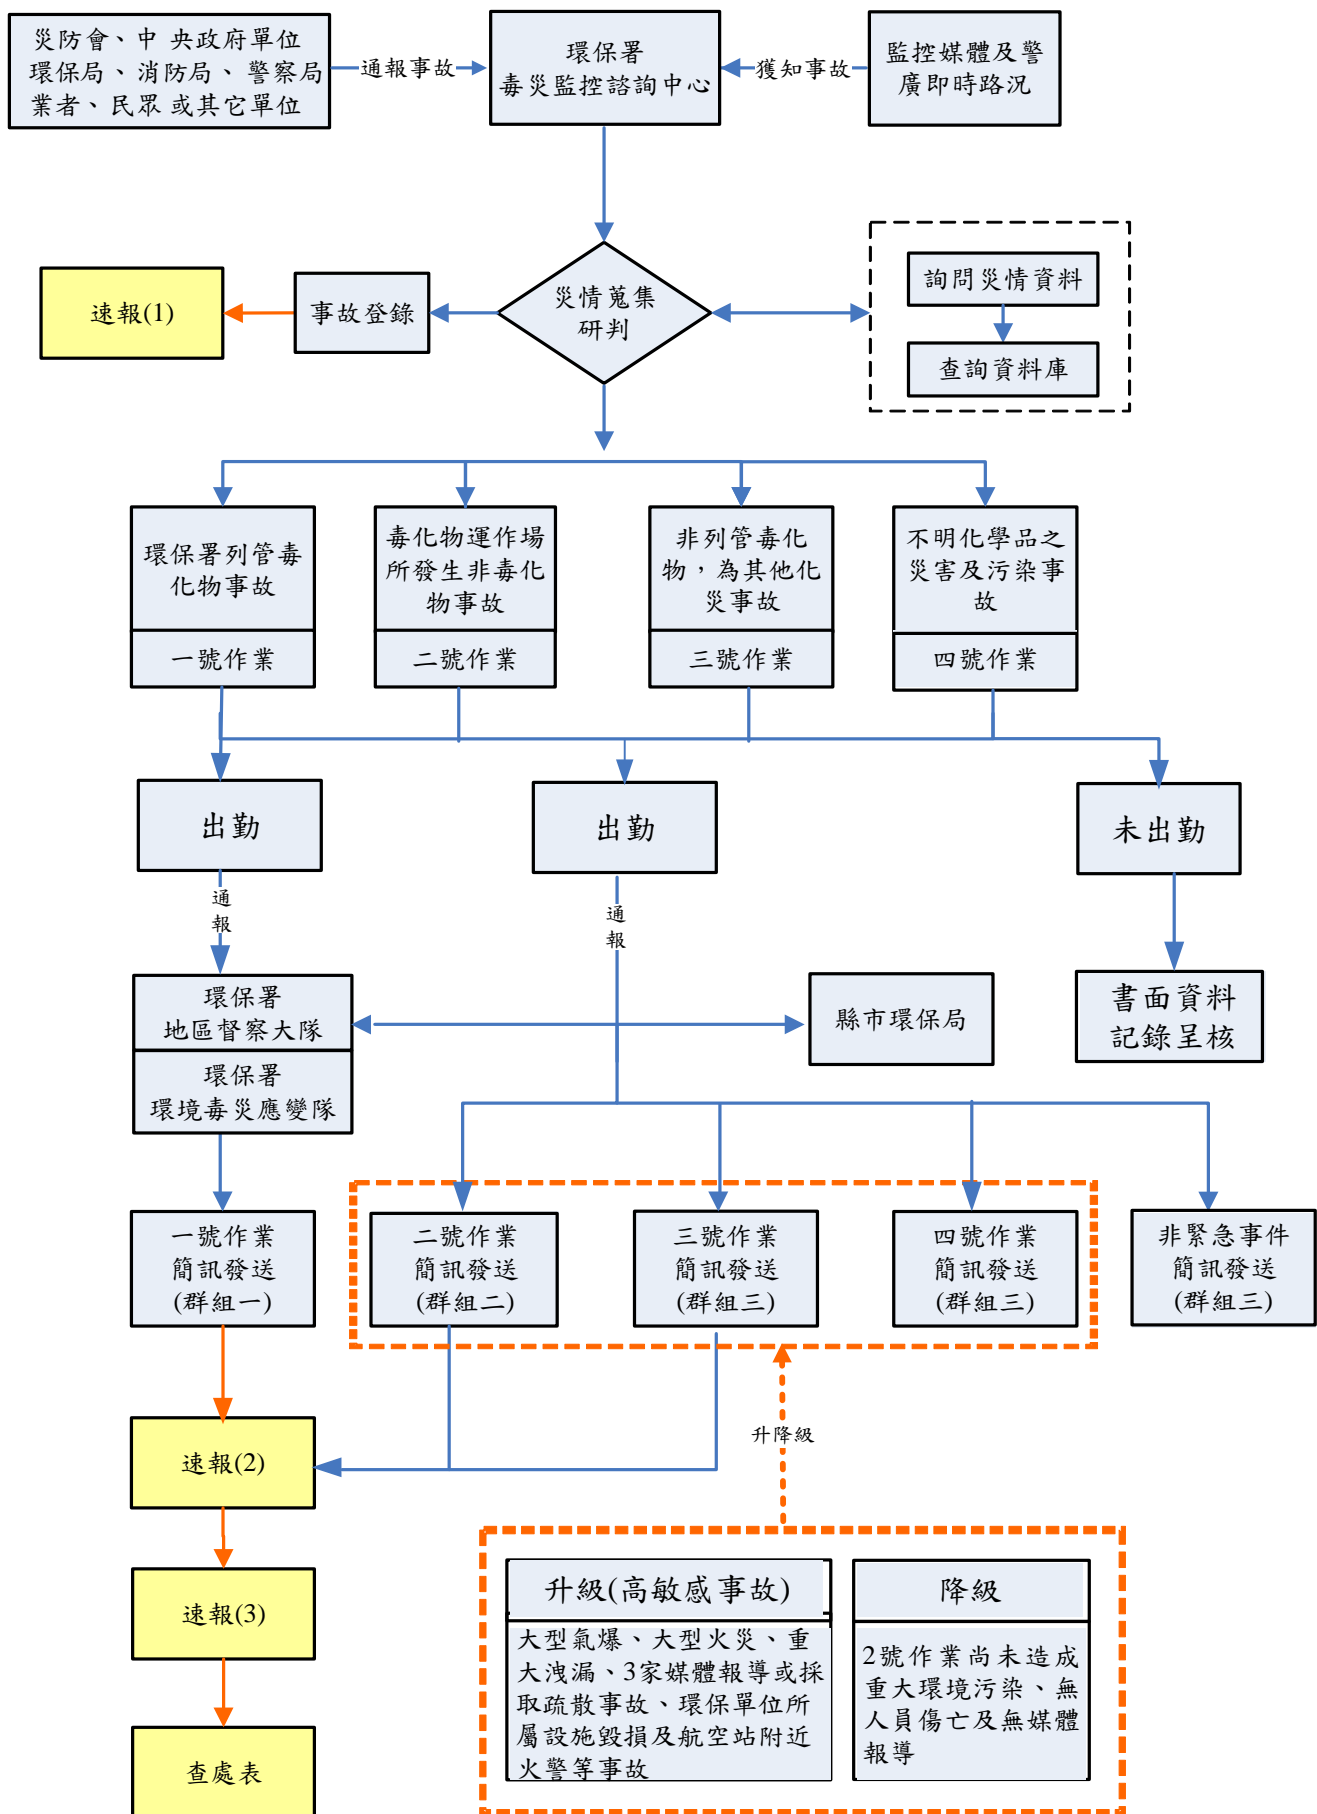 災防會、中央政府單位
環保局、消防局、警察局
業者、民眾或其它單位
通報事故
環保署
毒災監控諮詢中心
獲知事故
監控媒體及警
廣即時路況
速報(1)
事故登錄
災情蒐集
研判
詢問災情資料
查詢資料庫
環保署列管毒
化物事故
一號作業
毒化物運作場
所發生非毒化
物事故
二號作業
非列管毒化
物，為其他化
災事故
三號作業
不明化學品之
災害及污染事
故
四號作業
出勤
出勤
未出勤
通
報
通
報
環保署
地區督察大隊
環保署
環境毒災應變隊
縣市環保局
書面資料
記錄呈核
一號作業
簡訊發送
(群組一)
二號作業
簡訊發送
(群組二)
三號作業
簡訊發送
(群組三)
四號作業
簡訊發送
(群組三)
非緊急事件
簡訊發送
(群組三)
速報(2)
升降級
速報(3)
查處表
升級(高敏感事故)
大型氣爆、大型火災、重
大洩漏、3家媒體報導或採
取疏散事故、環保單位所
屬設施毀損及航空站附近
火警等事故
降級
2號作業尚未造成
重大環境污染、無
人員傷亡及無媒體
報導